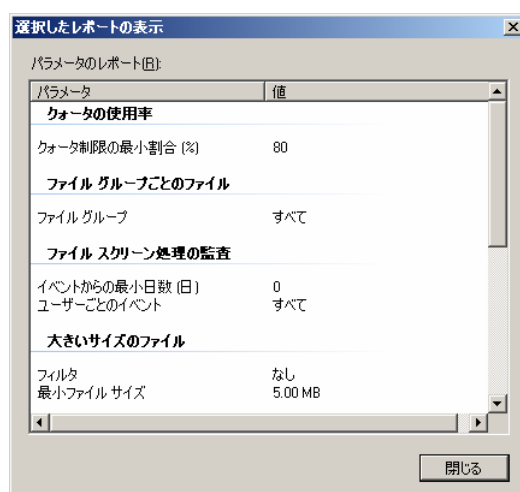 選択したレポートの表示
パラメータのレポート(R):
パラメータ 値
クォータの使用率
クォータ制限の最小割合 (%) 80
ファイル グループごとのファイル
ファイル グループ すべて
ファイル スクリーン処理の監査
イベントからの最小日数 (日) 0
ユーザーごとのイベント すべて
大きいサイズのファイル
フィルタ なし
最小ファイル サイズ 5.00 MB
閉じる